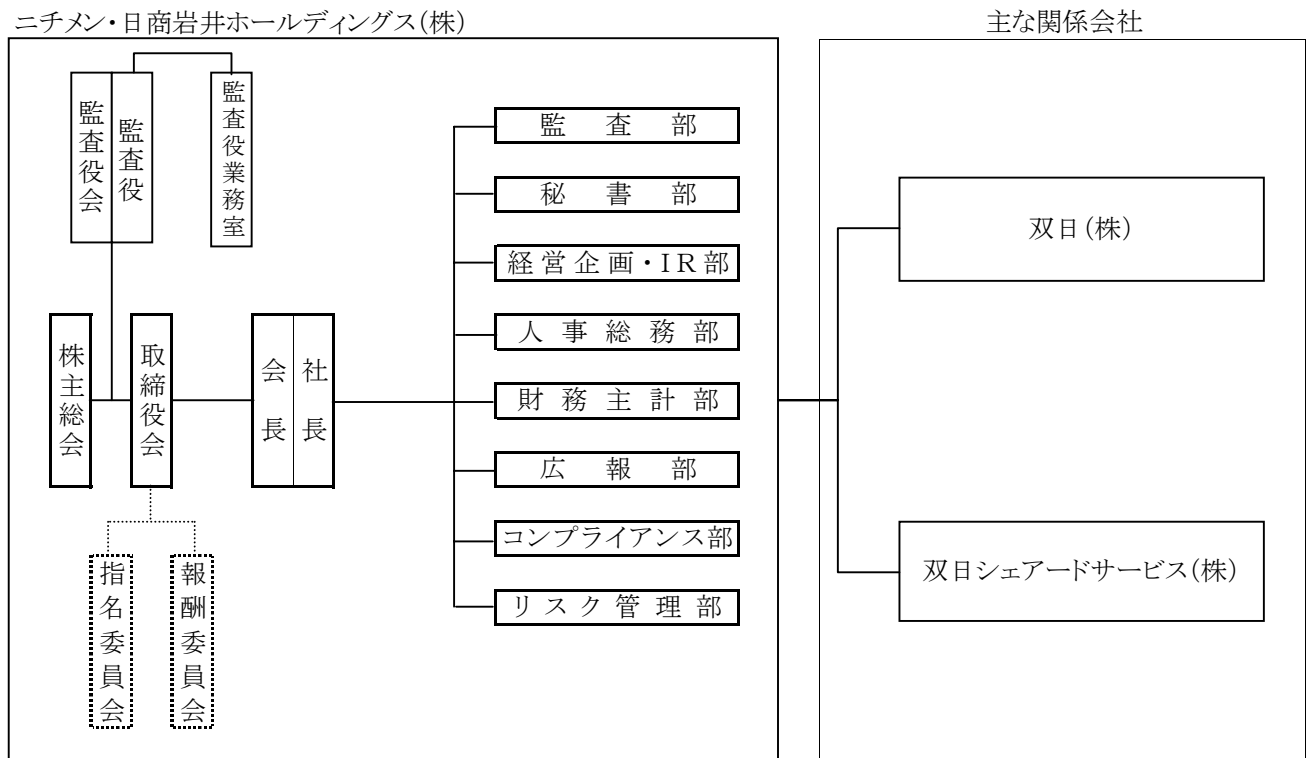 ニチメン・日商岩井ホールディングス(株)
主な関係会社
監査役会
監査役
監査役業務室
株主総会
取締役会
会長
社長
指名委員会
報酬委員会
監査部
秘書部
経営企画・IR部
人事総務部
財務主計部
広報部
コンプライアンス部
リスク管理部
双日(株)
双日シェアードサービス(株)